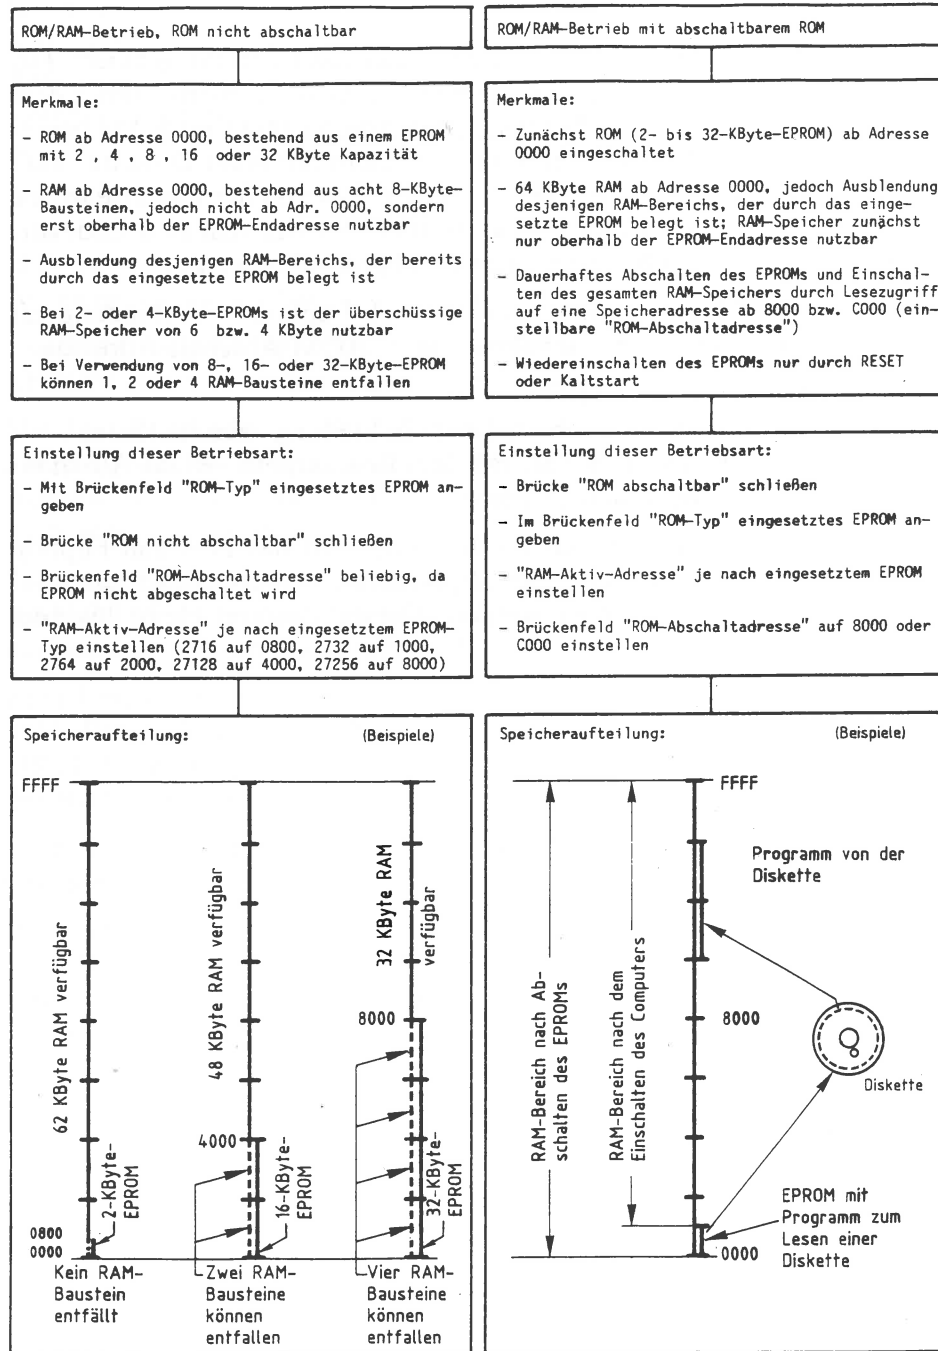 ROM/RAM-Betrieb, ROM nicht abschaltbar
Merkmale:
- ROM ab Adresse 0000, bestehend aus einem EPROM
mit 2 , 4 , 8 , 16 oder 32 KByte Kapazität
- RAM ab Adresse 0000, bestehend aus acht 8-KByte-
Bausteinen, jedoch nicht ab Adr. 0000, sondern
erst oberhalb der EPROM-Endadresse nutzbar
- Ausblendung desjenigen RAM-Bereichs, der bereits
durch das eingesetzte EPROM belegt ist
- Bei 2- oder 4-KByte-EPROMs ist der überschüssige
RAM-Speicher von 6 bzw. 4 KByte nutzbar
- Bei Verwendung von 8-, 16- oder 32-KByte-EPROM
können 1, 2 oder 4 RAM-Bausteine entfallen
Einstellung dieser Betriebsart:
- Mit Brückenfeld "ROM-Typ" eingesetztes EPROM an-
geben
- Brücke "ROM nicht abschaltbar" schließen
- Brückenfeld "ROM-Abschaltadresse" beliebig, da
EPROM nicht abgeschaltet wird
- "RAM-Aktiv-Adresse" je nach eingesetztem EPROM-
Typ einstellen (2716 auf 0800, 2732 auf 1000,
2764 auf 2000, 27128 auf 4000, 27256 auf 8000)
Speicheraufteilung: (Beispiele)
FFFF
62 KByte RAM verfügbar
48 KByte RAM verfügbar
32 KByte RAM
verfügbar
8000
4000
0800
0000
2-KByte-
EPROM
16-KByte-
EPROM
32-KByte-
EPROM
Kein RAM-
Baustein
entfällt
Zwei RAM-
Bausteine
können
entfallen
Vier RAM-
Bausteine
können
entfallen
ROM/RAM-Betrieb mit abschaltbarem ROM
Merkmale:
- Zunächst ROM (2- bis 32-KByte-EPROM) ab Adresse
0000 eingeschaltet
- 64 KByte RAM ab Adresse 0000, jedoch Ausblendung
desjenigen RAM-Bereichs, der durch das einge-
setzte EPROM belegt ist; RAM-Speicher zunächst
nur oberhalb der EPROM-Endadresse nutzbar
- Dauerhaftes Abschalten des EPROMs und Einschal-
ten des gesamten RAM-Speichers durch Lesezugriff
auf eine Speicheradresse ab 8000 bzw. C000 (ein-
stellbare "ROM-Abschaltadresse")
- Wiedereinschalten des EPROMs nur durch RESET
oder Kaltstart
Einstellung dieser Betriebsart:
- Brücke "ROM abschaltbar" schließen
- Im Brückenfeld "ROM-Typ" eingesetztes EPROM an-
geben
- "RAM-Aktiv-Adresse" je nach eingesetztem EPROM
einstellen
- Brückenfeld "ROM-Abschaltadresse" auf 8000 oder
C000 einstellen
Speicheraufteilung: (Beispiele)
FFFF
RAM-Bereich nach Ab-
schalten des EPROMs
RAM-Bereich nach dem
Einschalten des Computers
Programm von der
Diskette
8000
Diskette
EPROM mit
Programm zum
Lesen einer
Diskette
0000